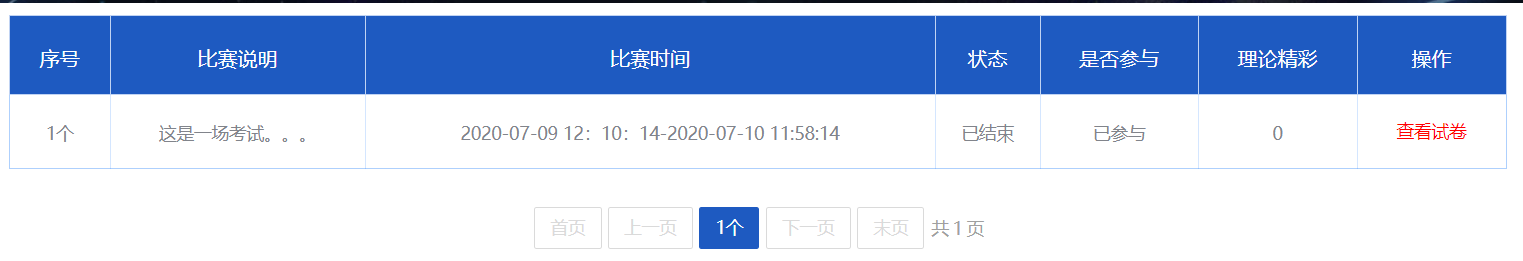 序号 比赛说明 比赛时间 状态 是否参与 理论精彩 操作
1个 这是一场考试。。。 2020-07-09 12：10：14-2020-07-10 11:58:14 已结束 已参与 0 查看试卷
首页 上一页 1个 下一页 末页 共1页